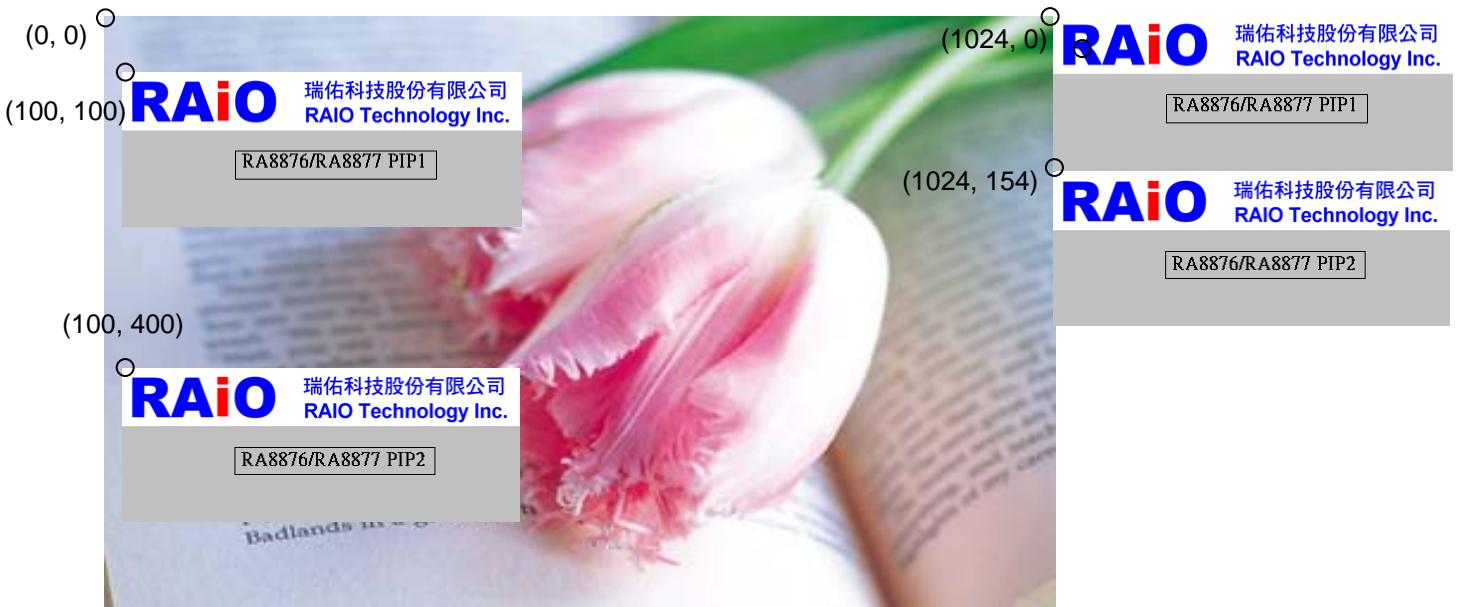 (0, 0)
(1024, 0)
RAiO
瑞佑科技股份有限公司
RAIO Technology Inc.
RA8876/RA8877 PIP1
(100, 100)
RAiO
瑞佑科技股份有限公司
RAIO Technology Inc.
RA8876/RA8877 PIP1
(1024, 154)
RAiO
瑞佑科技股份有限公司
RAIO Technology Inc.
RA8876/RA8877 PIP2
(100, 400)
RAiO
瑞佑科技股份有限公司
RAIO Technology Inc.
RA8876/RA8877 PIP2
Badlands in a